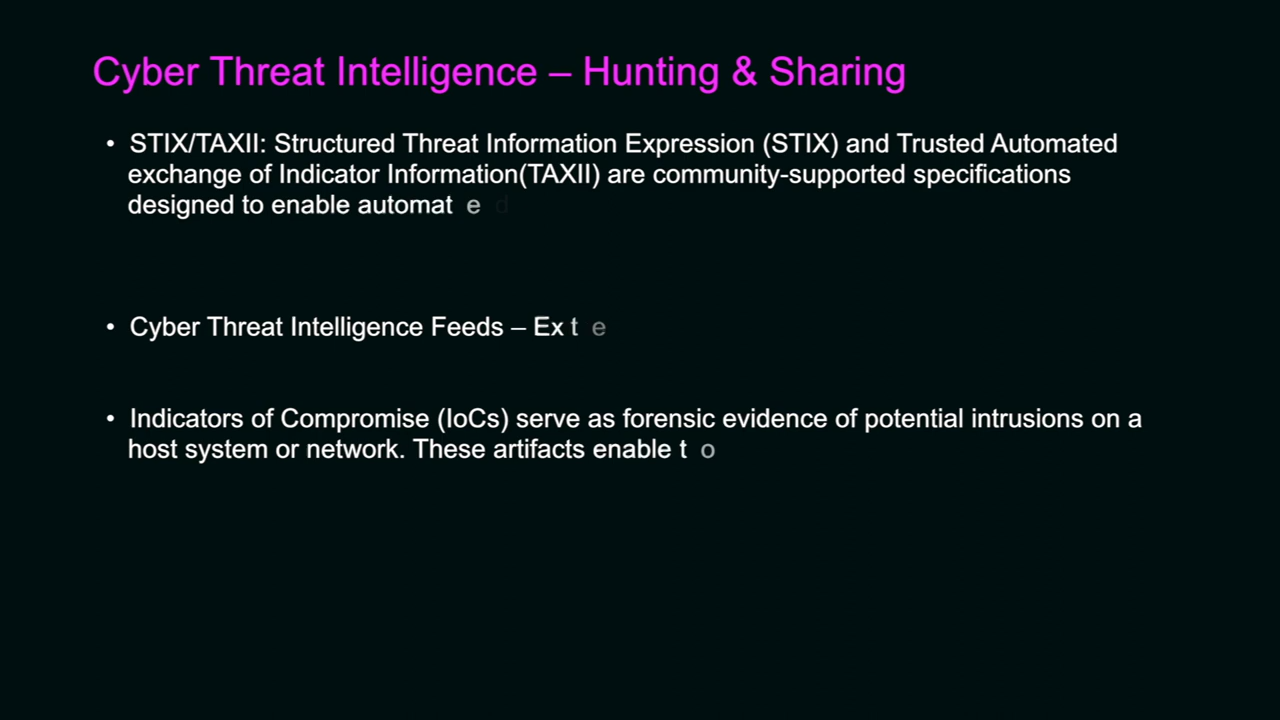 Cyber Threat Intelligence – Hunting & Sharing
• STIX/TAXII: Structured Threat Information Expression (STIX) and Trusted Automated
exchange of Indicator Information(TAXII) are community-supported specifications
designed to enable automat e d
• Cyber Threat Intelligence Feeds – Ex t e
• Indicators of Compromise (IoCs) serve as forensic evidence of potential intrusions on a
host system or network. These artifacts enable t o